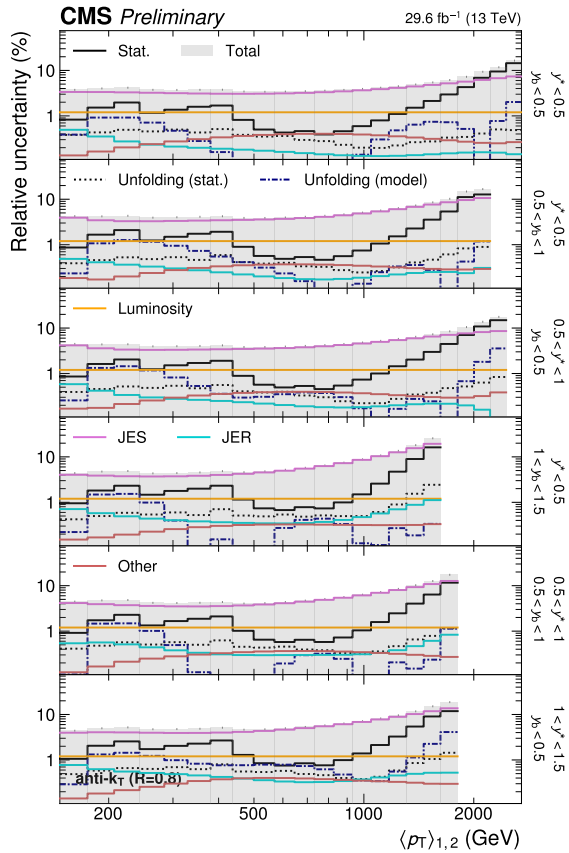 CMS Preliminary
29.6 fb⁻¹ (13 TeV)
Relative uncertainty (%)
Stat. Total
10
1
y* < 0.5
y_b < 0.5
Unfolding (stat.) Unfolding (model)
10
1
y* < 0.5
0.5 < y_b < 1
Luminosity
10
1
0.5 < y* < 1
y_b < 0.5
JES JER
10
1
y* < 0.5
1 < y_b < 1.5
Other
10
1
0.5 < y* < 1
0.5 < y_b < 1
10
1
1 < y* < 1.5
y_b < 0.5
anti-k_T (R=0.8)
200 500 1000 2000
⟨p_T⟩_1,2 (GeV)